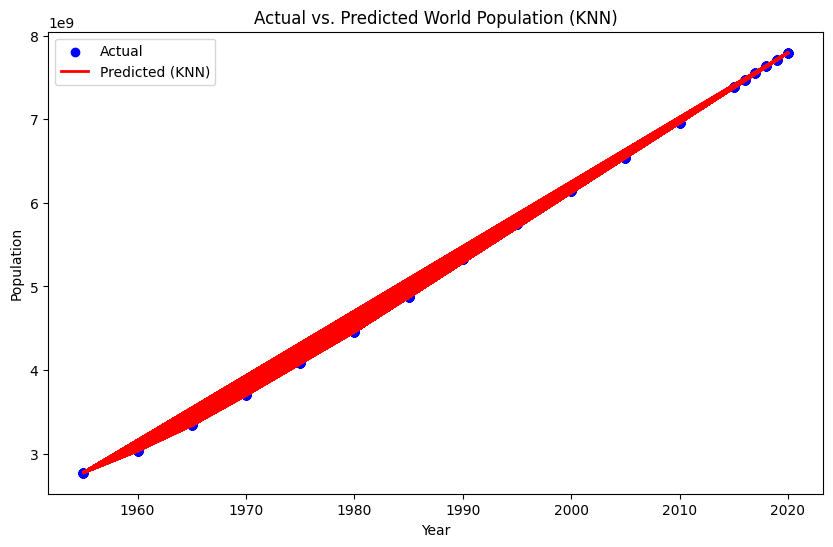 Actual vs. Predicted World Population (KNN)
1e9
Actual
Predicted (KNN)
8
7
6
5
4
3
Population
1960 1970 1980 1990 2000 2010 2020
Year